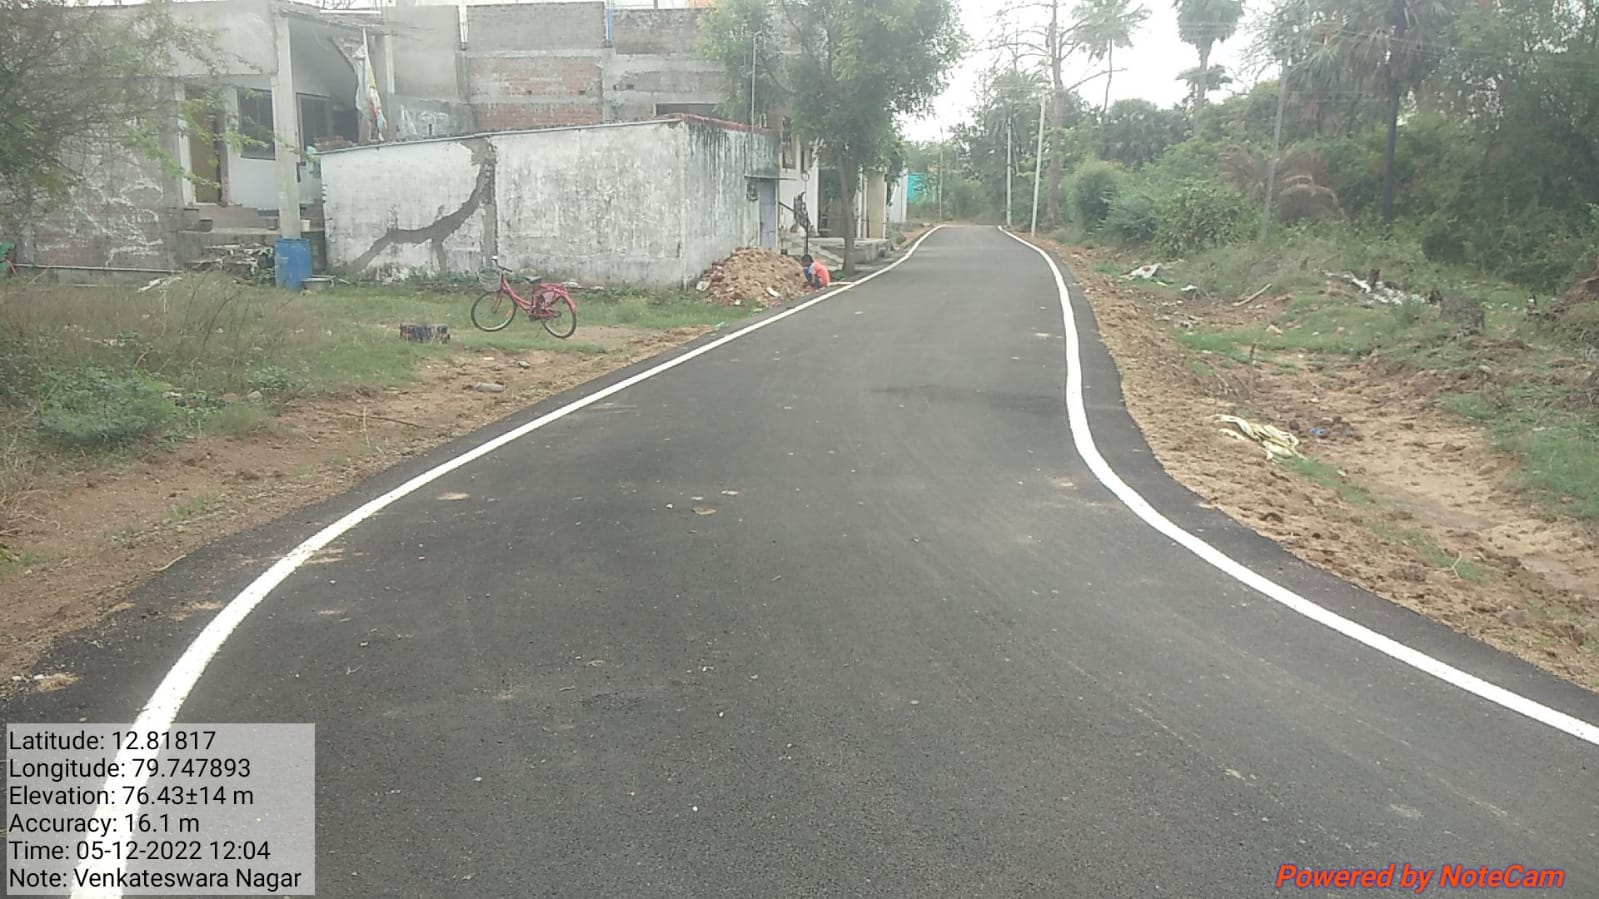 Latitude: 12.81817
Longitude: 79.747893
Elevation: 76.43±14 m
Accuracy: 16.1 m
Time: 05-12-2022 12:04
Note: Venkateswara Nagar
Powered by NoteCam